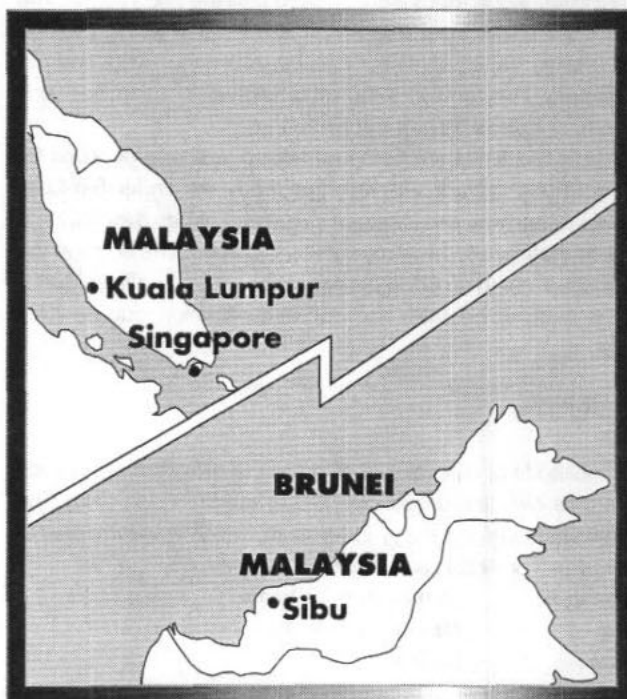 MALAYSIA
Kuala Lumpur
Singapore
BRUNEI
MALAYSIA
Sibu